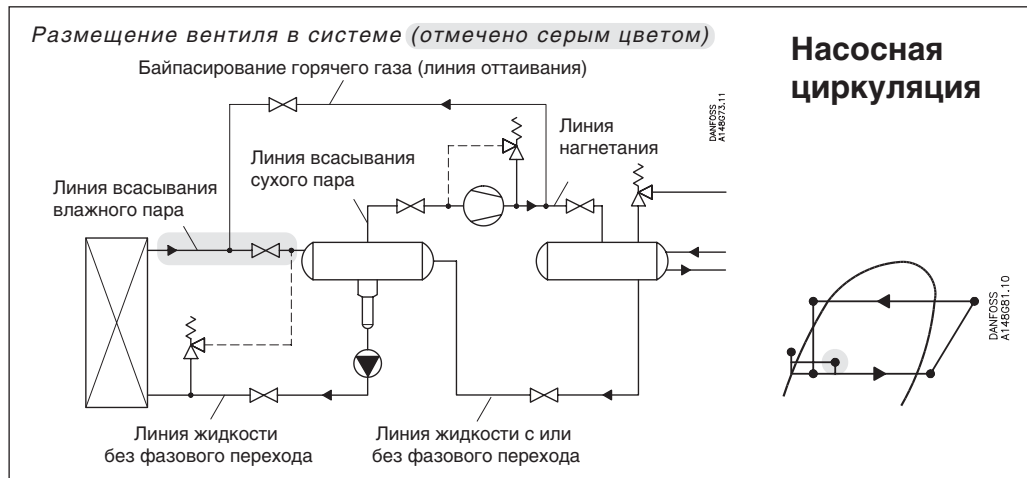 Размещение вентиля в системе (отмечено серым цветом)
Насосная
циркуляция
Байпасирование горячего газа (линия оттаивания)
DANFOSS
A148G73.11
Линия
нагнетания
Линия всасывания
сухого пара
Линия всасывания
влажного пара
DANFOSS
A148G81.10
Линия жидкости
без фазового перехода
Линия жидкости с или
без фазового перехода